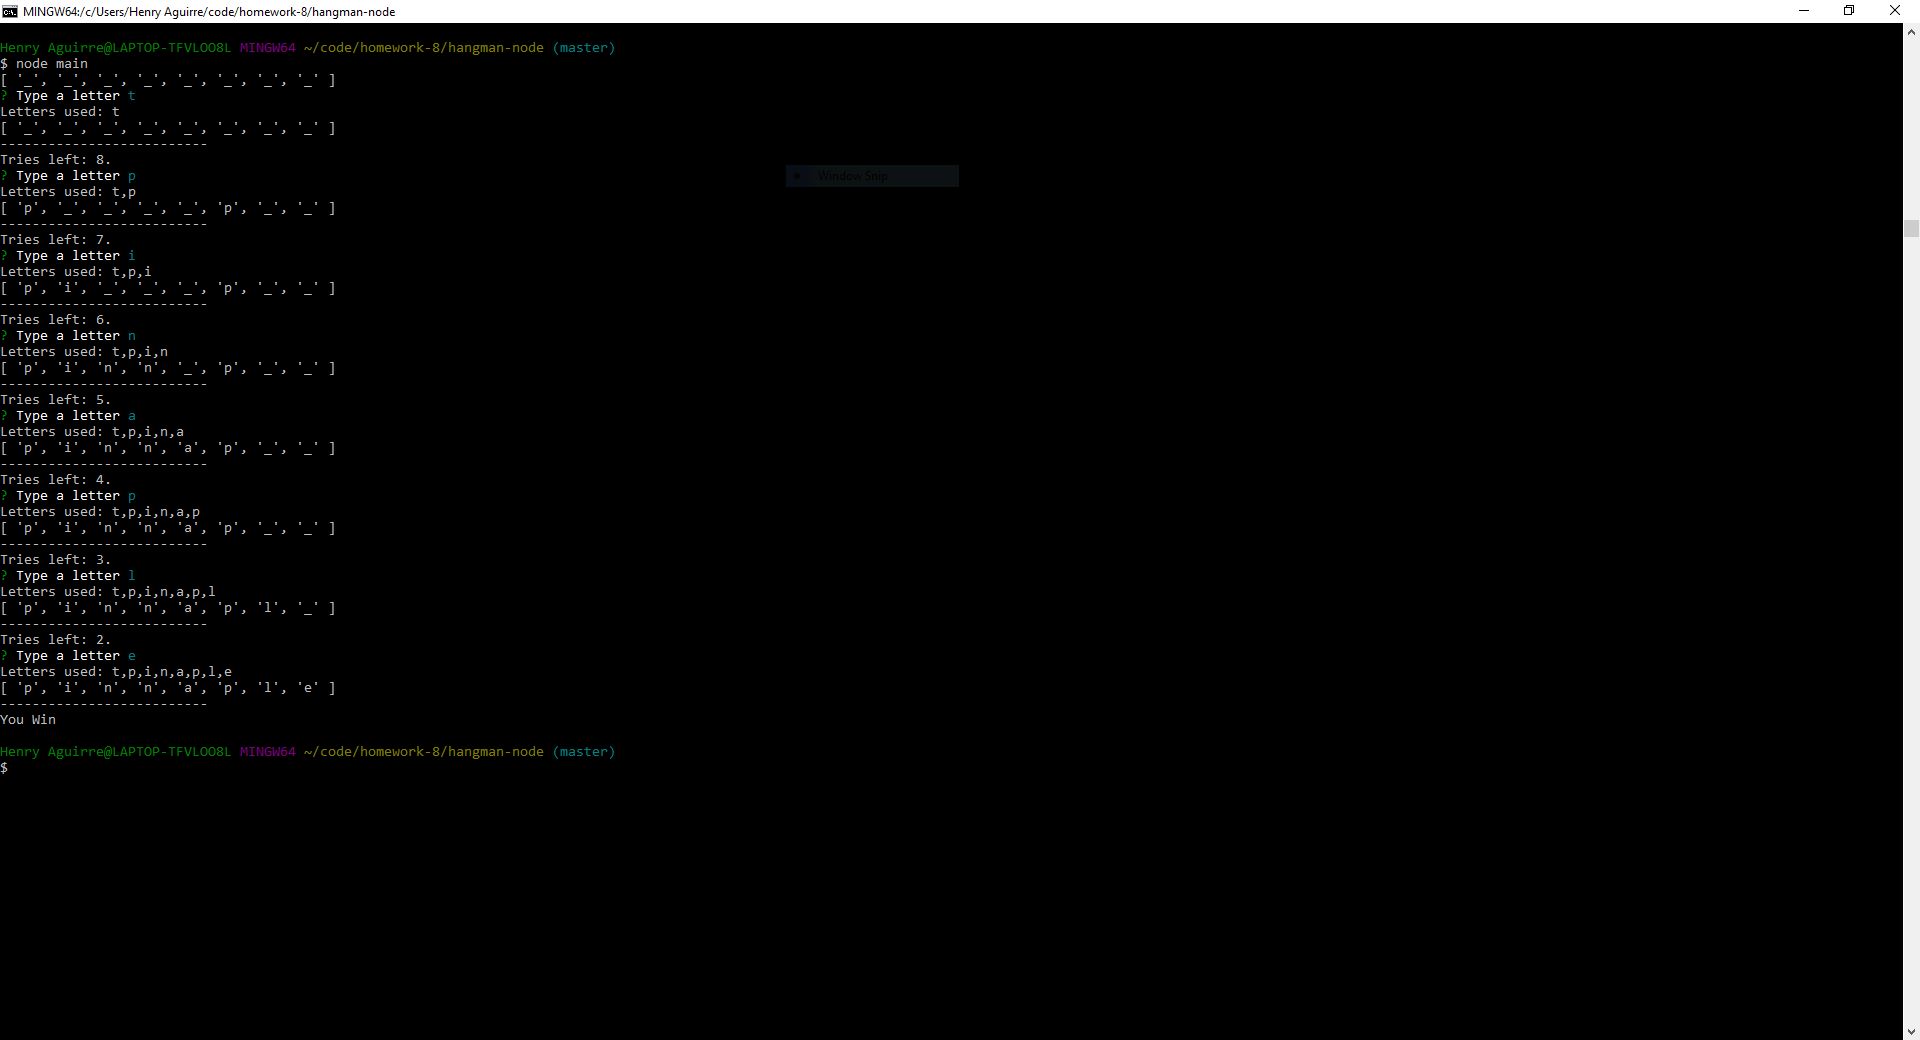 MINGW64:/c/Users/Henry Aguirre/code/homework-8/hangman-node
Henry Aguirre@LAPTOP-TFVLOO8L MINGW64 ~/code/homework-8/hangman-node (master)
$ node main
[ '_', '_', '_', '_', '_', '_', '_', '_' ]
? Type a letter t
Letters used: t
[ '_', '_', '_', '_', '_', '_', '_', '_' ]
--------------------------
Tries left: 8.
? Type a letter p
Window Snip
Letters used: t,p
[ 'p', '_', '_', '_', '_', 'p', '_', '_' ]
--------------------------
Tries left: 7.
? Type a letter i
Letters used: t,p,i
[ 'p', 'i', '_', '_', '_', 'p', '_', '_' ]
--------------------------
Tries left: 6.
? Type a letter n
Letters used: t,p,i,n
[ 'p', 'i', 'n', 'n', '_', 'p', '_', '_' ]
--------------------------
Tries left: 5.
? Type a letter a
Letters used: t,p,i,n,a
[ 'p', 'i', 'n', 'n', 'a', 'p', '_', '_' ]
--------------------------
Tries left: 4.
? Type a letter p
Letters used: t,p,i,n,a,p
[ 'p', 'i', 'n', 'n', 'a', 'p', '_', '_' ]
--------------------------
Tries left: 3.
? Type a letter l
Letters used: t,p,i,n,a,p,l
[ 'p', 'i', 'n', 'n', 'a', 'p', 'l', '_' ]
--------------------------
Tries left: 2.
? Type a letter e
Letters used: t,p,i,n,a,p,l,e
[ 'p', 'i', 'n', 'n', 'a', 'p', 'l', 'e' ]
--------------------------
You Win
Henry Aguirre@LAPTOP-TFVLOO8L MINGW64 ~/code/homework-8/hangman-node (master)
$